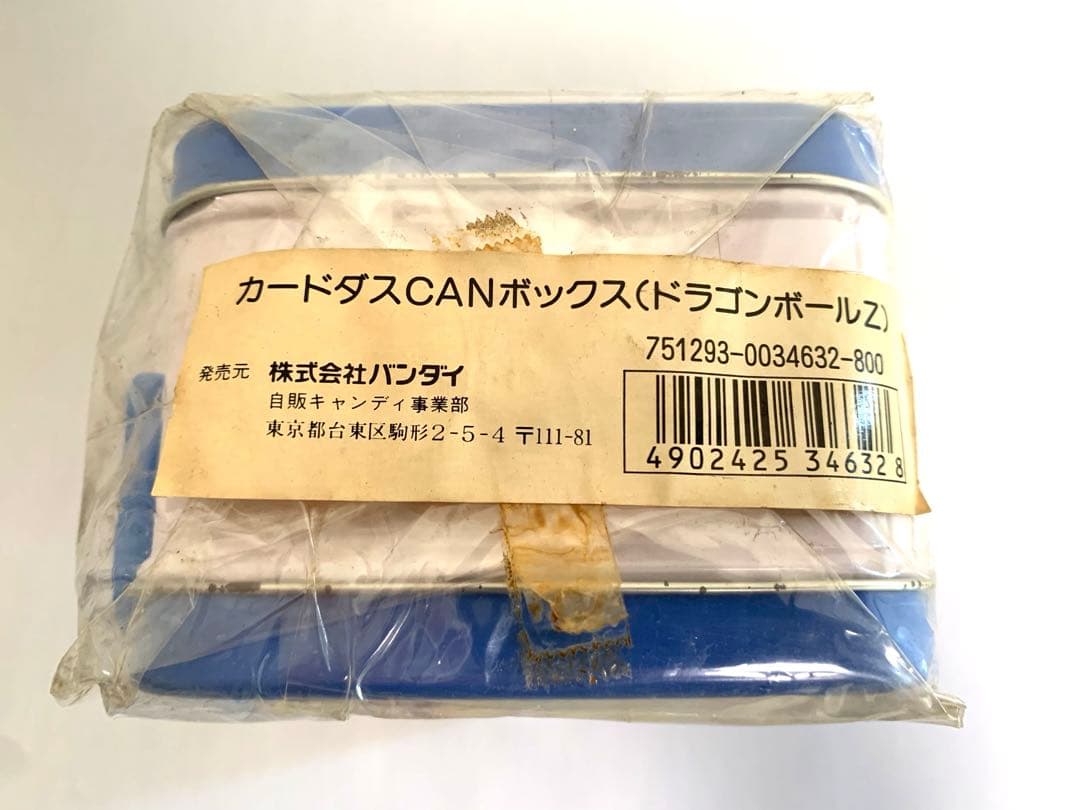 カードダスCANボックス(ドラゴンボールZ)
751293-0034632-800
発売元 株式会社バンダイ
自販キャンディ事業部
東京都台東区駒形2-5-4 〒111-81
4902425 346328